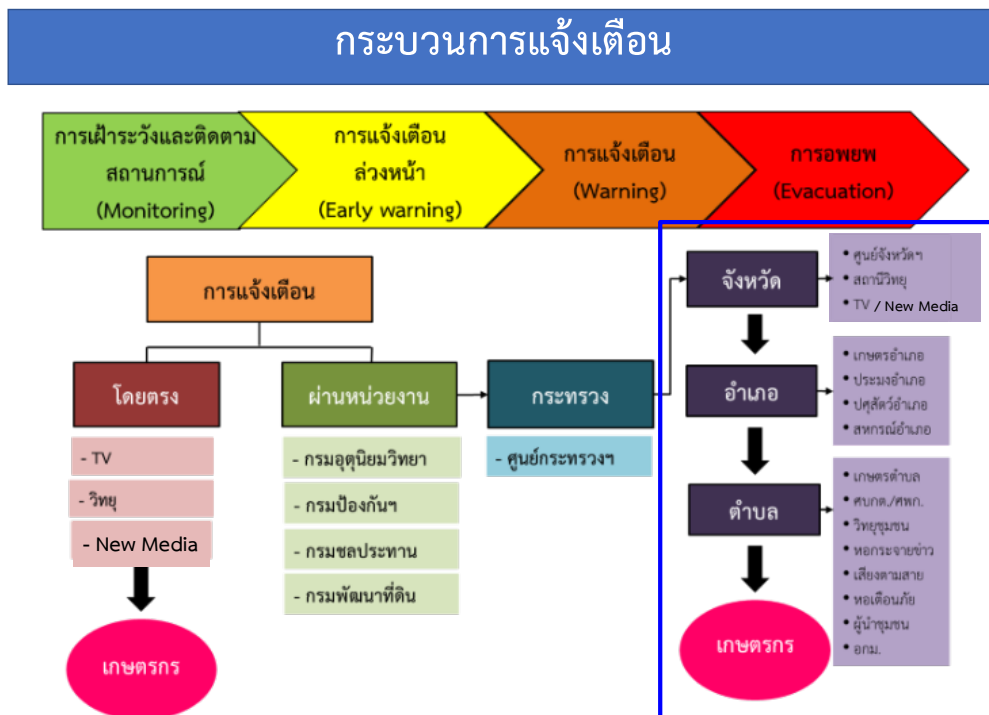 กระบวนการแจ้งเตือน
การเฝ้าระวังและติดตาม
สถานการณ์
(Monitoring)
การแจ้งเตือน
ล่วงหน้า
(Early warning)
การแจ้งเตือน
(Warning)
การอพยพ
(Evacuation)
การแจ้งเตือน
โดยตรง
- TV
- วิทยุ
- New Media
เกษตรกร
ผ่านหน่วยงาน
- กรมอุตุนิยมวิทยา
- กรมป้องกันฯ
- กรมชลประทาน
- กรมพัฒนาที่ดิน
กระทรวง
- ศูนย์กระทรวงฯ
จังหวัด
• ศูนย์จังหวัดฯ
• สถานีวิทยุ
• TV / New Media
อำเภอ
• เกษตรอำเภอ
• ประมงอำเภอ
• ปศุสัตว์อำเภอ
• สหกรณ์อำเภอ
ตำบล
• เกษตรตำบล
• ศบกต./ศพก.
• วิทยุชุมชน
• หอกระจายข่าว
• เสียงตามสาย
• หอเตือนภัย
• ผู้นำชุมชน
• อกม.
เกษตรกร